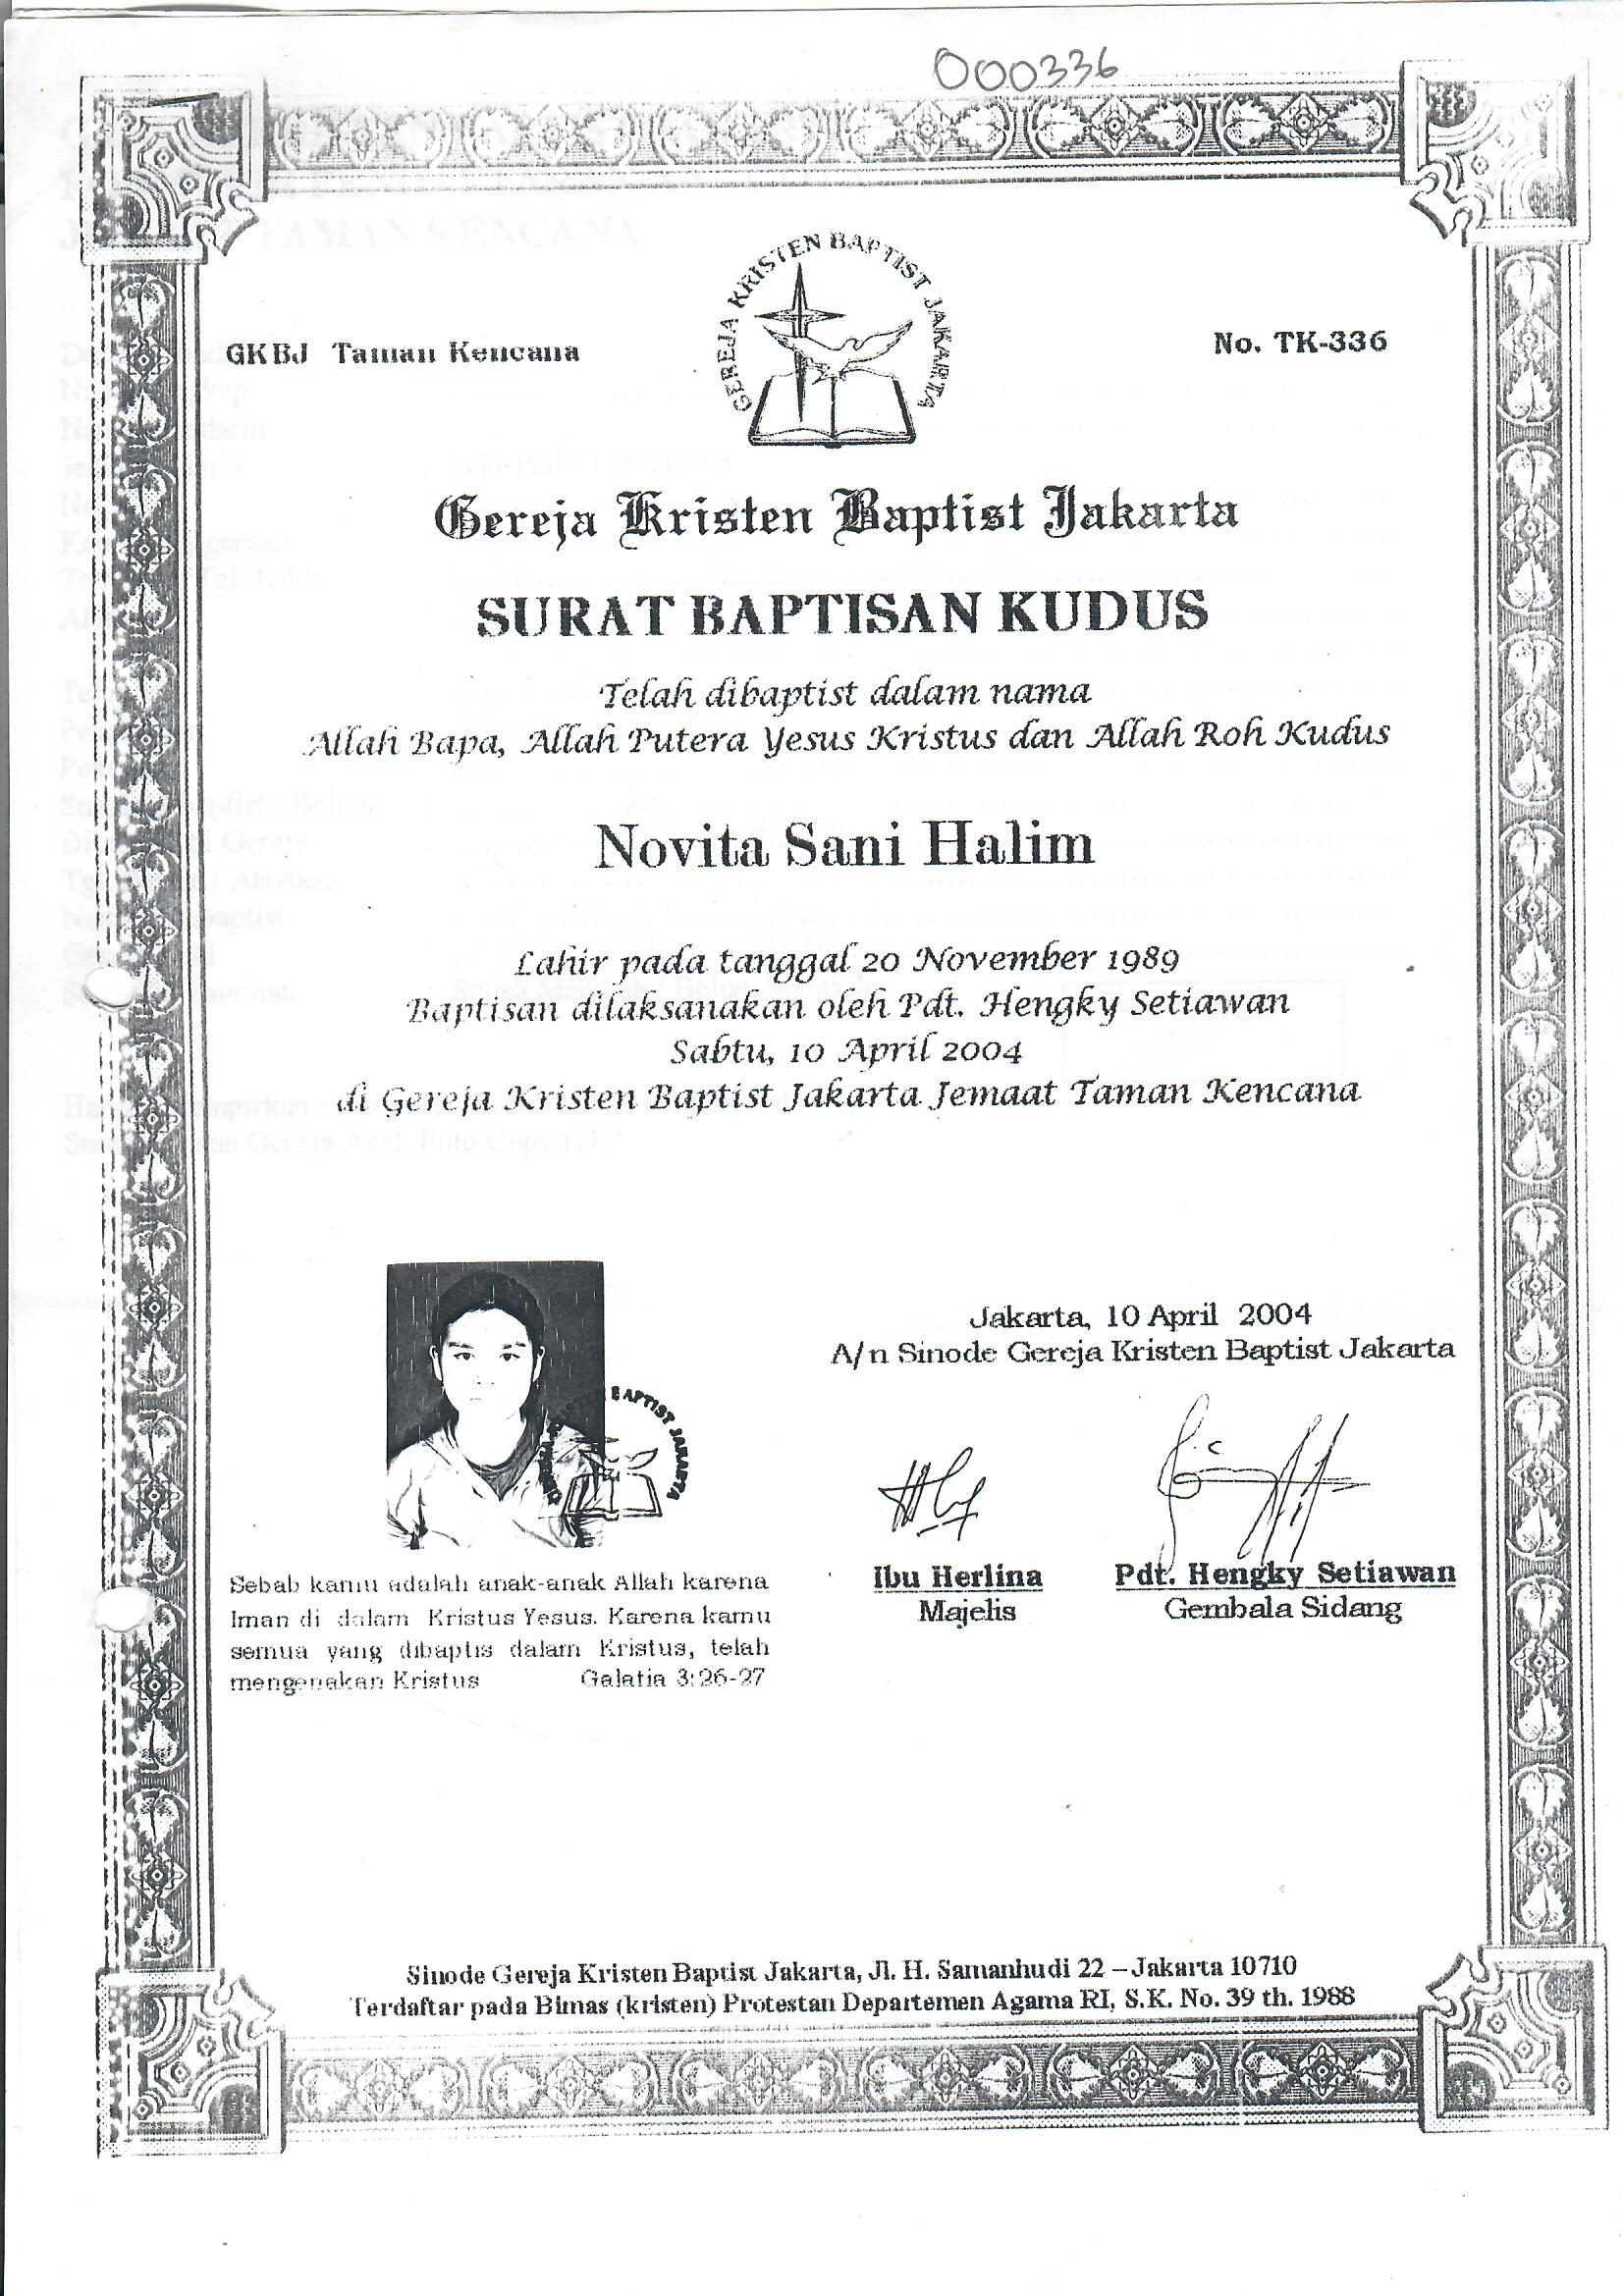 000336
GEREJA KRISTEN BAPTIST JAKARTA
GKBJ Taman Kencana
No. TK-336
Gereja Kristen Baptist Jakarta
SURAT BAPTISAN KUDUS
Telah dibaptist dalam nama
Allah Bapa, Allah Putera Yesus Kristus dan Allah Roh Kudus
Novita Sani Halim
Lahir pada tanggal 20 November 1989
Baptisan dilaksanakan oleh Pdt. Hengky Setiawan
Sabtu, 10 April 2004
di Gereja Kristen Baptist Jakarta Jemaat Taman Kencana
Jakarta, 10 April 2004
A/n Sinode Gereja Kristen Baptist Jakarta
BAPTIST JAKARTA
Ibu Herlina
Majelis
Pdt. Hengky Setiawan
Gembala Sidang
Sebab kamu adalah anak-anak Allah karena
Iman di dalam Kristus Yesus. Karena kamu
semua yang dibaptis dalam Kristus, telah
mengenakan Kristus Galatia 3:26-27
Sinode Gereja Kristen Baptist Jakarta, Jl. H. Samanhudi 22 – Jakarta 10710
Terdaftar pada Bimas (kristen) Protestan Departemen Agama RI, S.K. No. 39 th. 1988